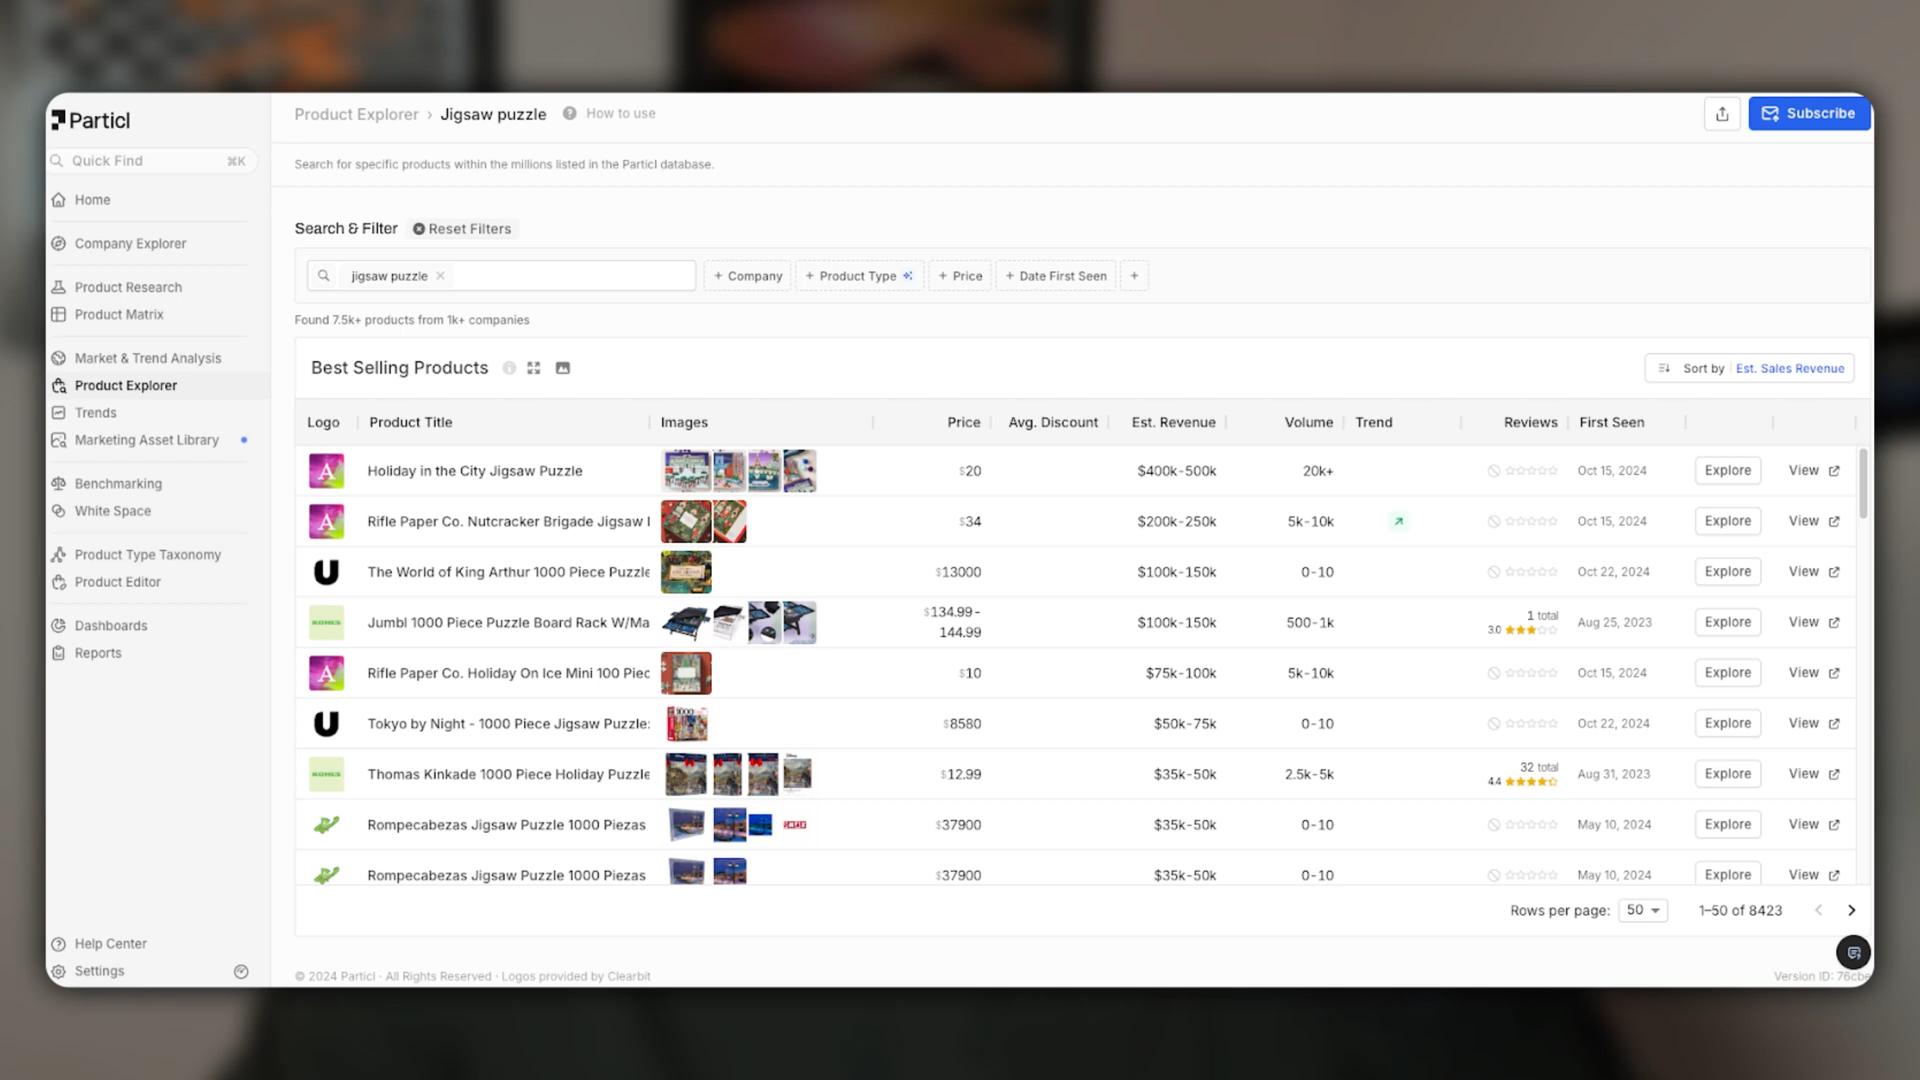 Particl
Quick Find ⌘K
Home
Company Explorer
Product Research
Product Matrix
Market & Trend Analysis
Product Explorer
Trends
Marketing Asset Library
Benchmarking
White Space
Product Type Taxonomy
Product Editor
Dashboards
Reports
Help Center
Settings
Product Explorer › Jigsaw puzzle How to use
Subscribe
Search for specific products within the millions listed in the Particl database.
Search & Filter Reset Filters
jigsaw puzzle × + Company + Product Type + Price + Date First Seen +
Found 7.5k+ products from 1k+ companies
Best Selling Products
Sort by Est. Sales Revenue
Logo Product Title Images Price Avg. Discount Est. Revenue Volume Trend Reviews First Seen
A Holiday in the City Jigsaw Puzzle $20 $400k-500k 20k+ Oct 15, 2024 Explore View
A Rifle Paper Co. Nutcracker Brigade Jigsaw $34 $200k-250k 5k-10k Oct 15, 2024 Explore View
U The World of King Arthur 1000 Piece Puzzle $13000 $100k-150k 0-10 Oct 22, 2024 Explore View
KOHL'S Jumbl 1000 Piece Puzzle Board Rack W/Ma $134.99-144.99 $100k-150k 500-1k 1 total 3.0 Aug 25, 2023 Explore View
A Rifle Paper Co. Holiday On Ice Mini 100 Piec $10 $75k-100k 5k-10k Oct 15, 2024 Explore View
U Tokyo by Night - 1000 Piece Jigsaw Puzzle: 1000 $8580 $50k-75k 0-10 Oct 22, 2024 Explore View
KOHL'S Thomas Kinkade 1000 Piece Holiday Puzzle $12.99 $35k-50k 2.5k-5k 32 total 4.4 Aug 31, 2023 Explore View
Rompecabezas Jigsaw Puzzle 1000 Piezas $37900 $35k-50k 0-10 May 10, 2024 Explore View
Rompecabezas Jigsaw Puzzle 1000 Piezas $37900 $35k-50k 0-10 May 10, 2024 Explore View
Rows per page: 50 1–50 of 8423
© 2024 Particl · All Rights Reserved · Logos provided by Clearbit
Version ID: 76cbe